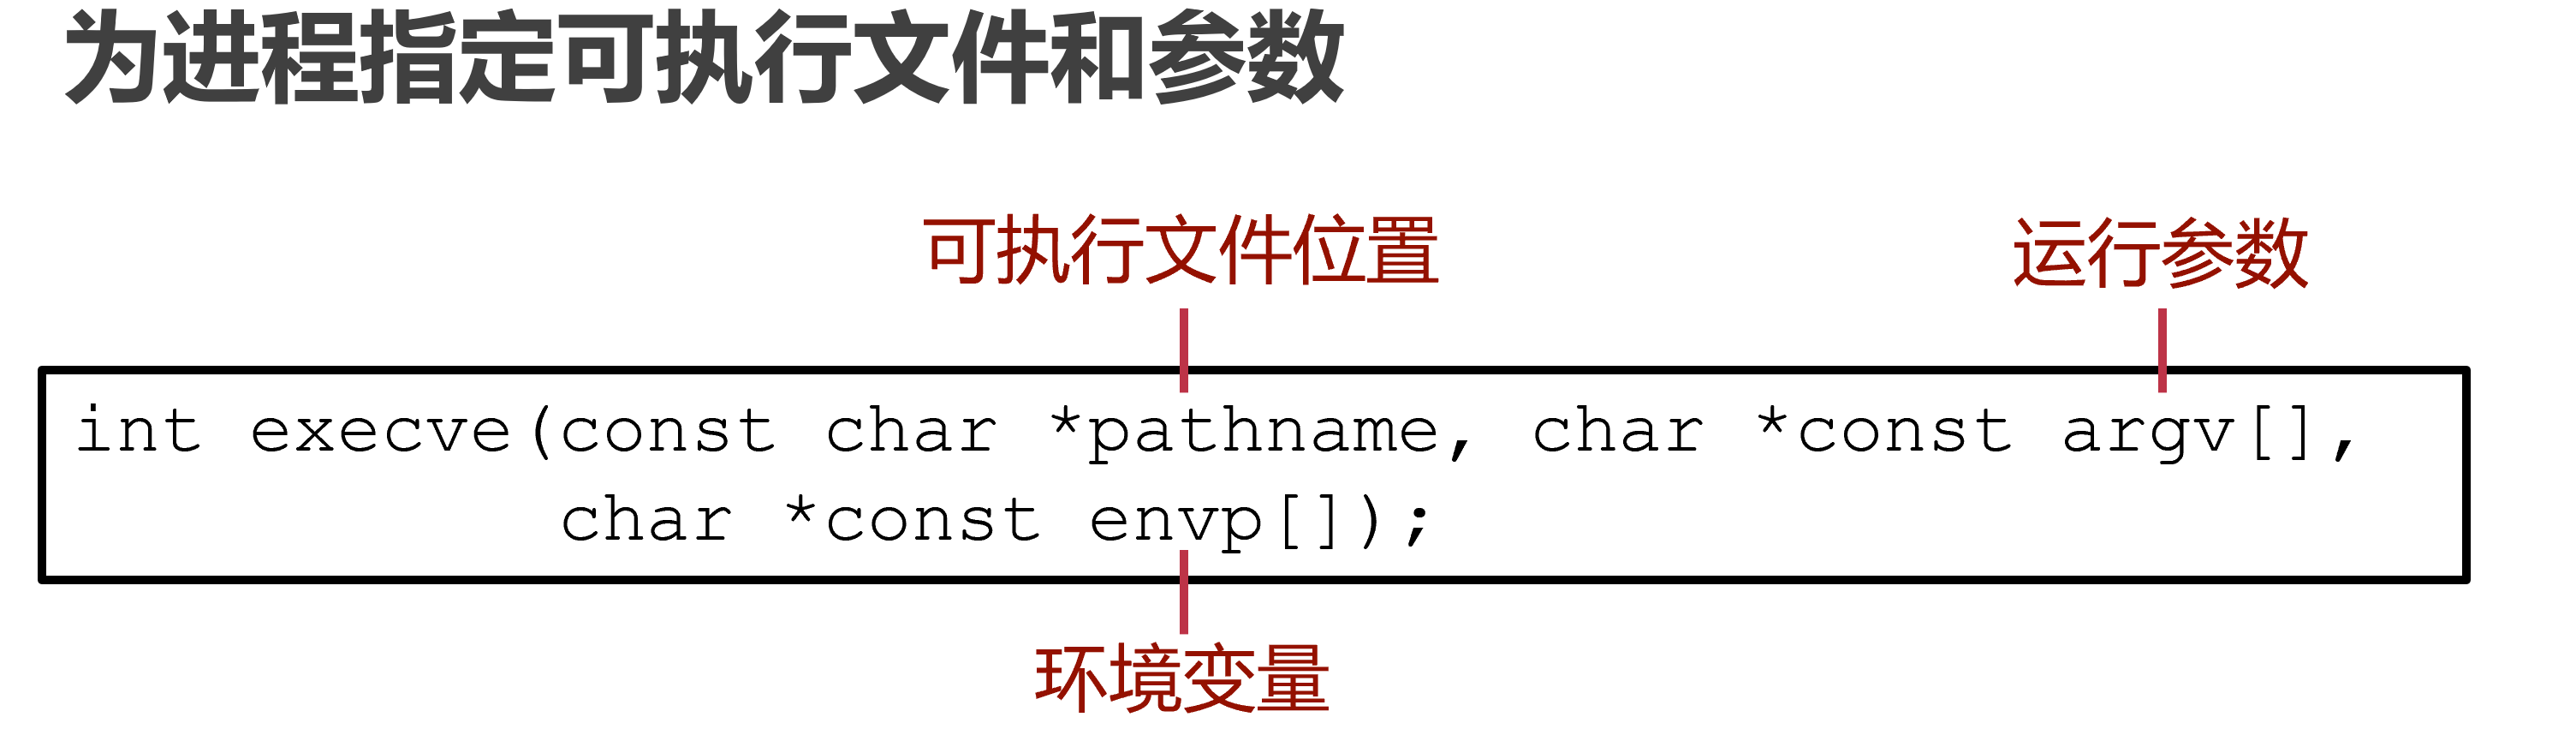 为进程指定可执行文件和参数
可执行文件位置
运行参数
int execve(const char *pathname, char *const argv[],
char *const envp[]);
环境变量